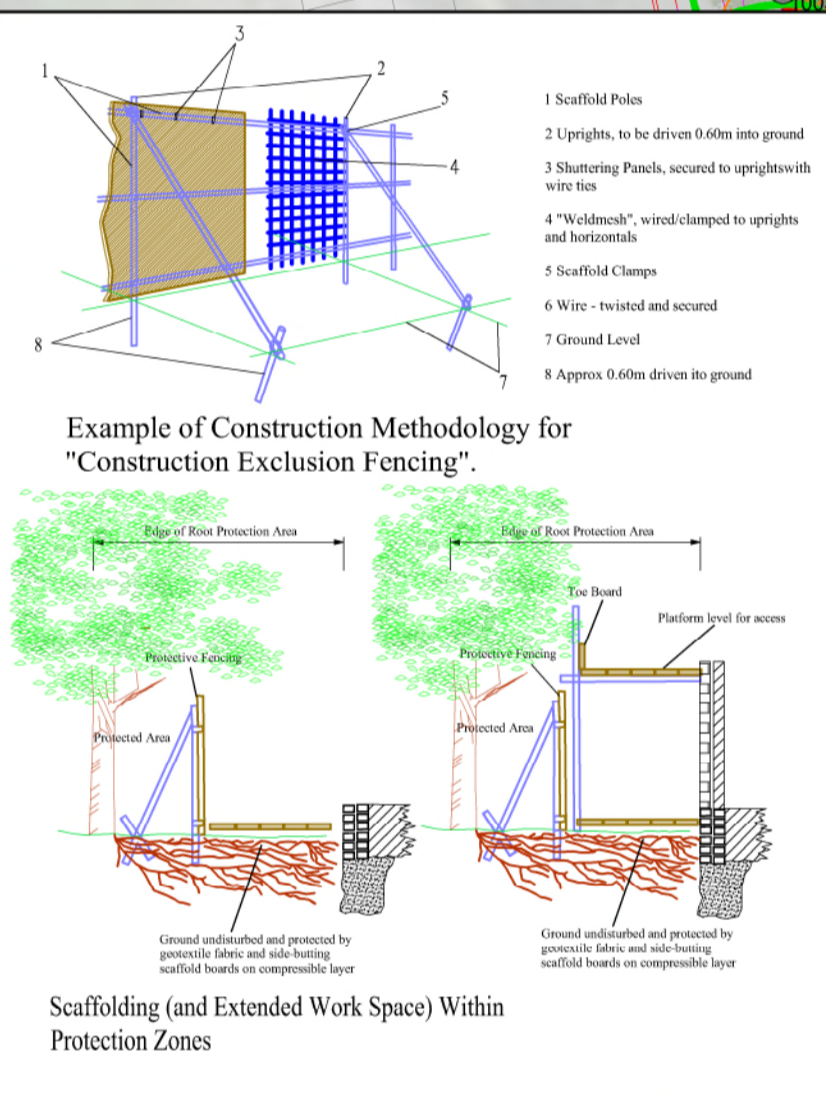 100
3
1
2
5
4
8
7
1 Scaffold Poles
2 Uprights, to be driven 0.60m into ground
3 Shuttering Panels, secured to uprightswith
wire ties
4 "Weldmesh", wired/clamped to uprights
and horizontals
5 Scaffold Clamps
6 Wire - twisted and secured
7 Ground Level
8 Approx 0.60m driven ito ground
Example of Construction Methodology for
"Construction Exclusion Fencing".
Edge of Root Protection Area
Protective Fencing
Protected Area
Ground undisturbed and protected by
geotextile fabric and side-butting
scaffold boards on compressible layer
Edge of Root Protection Area
Toe Board
Platform level for access
Protective Fencing
Protected Area
Ground undisturbed and protected by
geotextile fabric and side-butting
scaffold boards on compressible layer
Scaffolding (and Extended Work Space) Within
Protection Zones